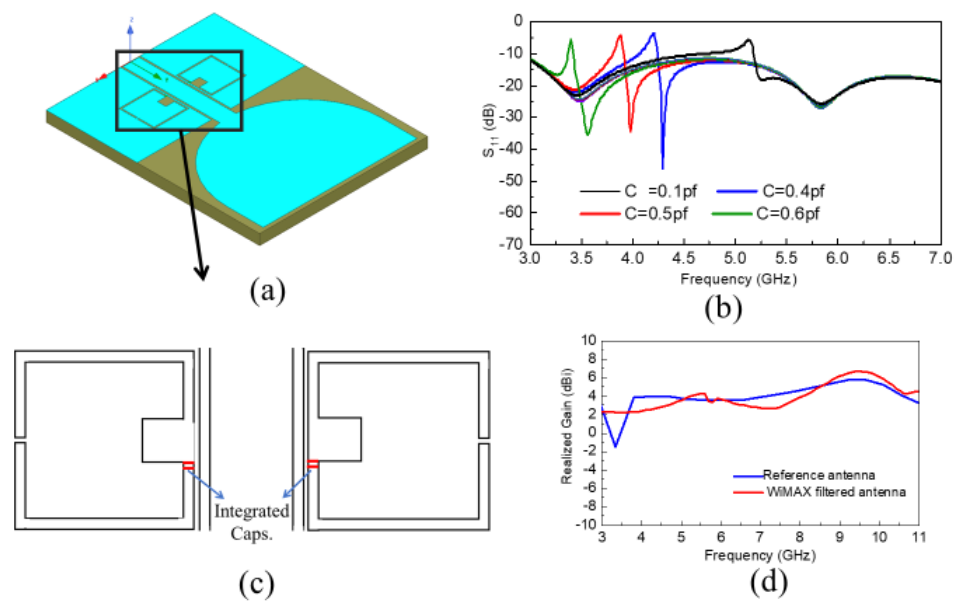 z
(a)
0
-10
-20
-30
-40
-50
-60
-70
S11 (dB)
C =0.1pf
C=0.4pf
C=0.5pf
C=0.6pf
3.0 3.5 4.0 4.5 5.0 5.5 6.0 6.5 7.0
Frequency (GHz)
(b)
Integrated
Caps.
(c)
10
8
6
4
2
0
-2
-4
-6
-8
-10
Realized Gain (dBi)
Reference antenna
WiMAX filtered antenna
3 4 5 6 7 8 9 10 11
Frequency (GHz)
(d)